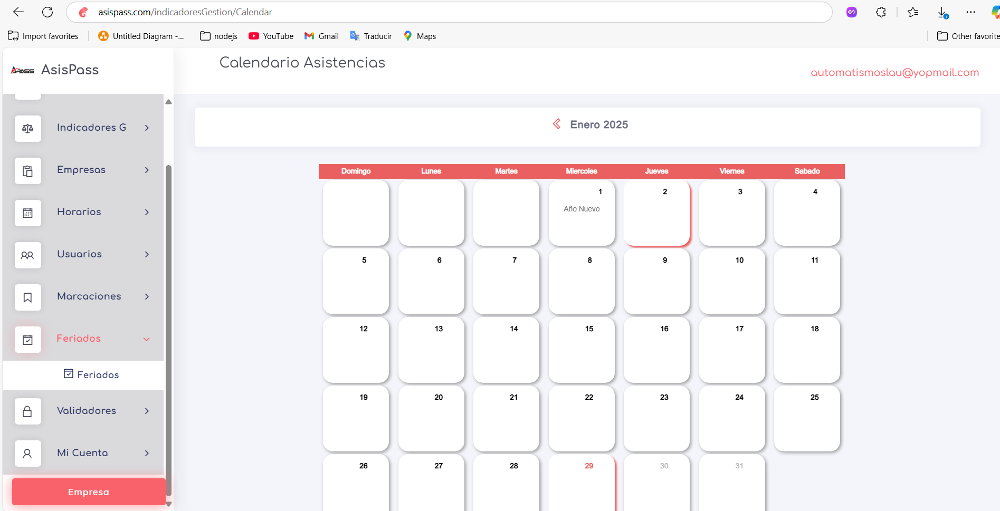 asispass.com/indicadoresGestion/Calendar
Import favorites Untitled Diagram -... nodejs YouTube Gmail Traducir Maps Other favorite
APASS AsisPass
Calendario Asistencias
automatismoslau@yopmail.com
Indicadores G
Empresas
Horarios
Usuarios
Marcaciones
Feriados
Feriados
Validadores
Mi Cuenta
Empresa
Enero 2025
Domingo Lunes Martes Miercoles Jueves Viernes Sabado
1 2 3 4
Año Nuevo
5 6 7 8 9 10 11
12 13 14 15 16 17 18
19 20 21 22 23 24 25
26 27 28 29 30 31